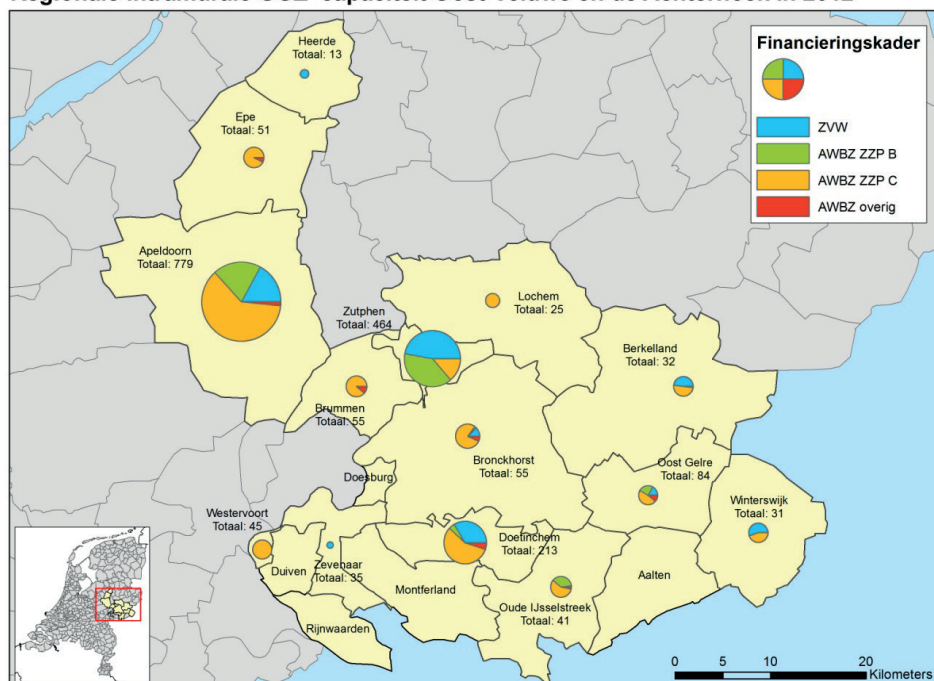 Heerde
Totaal: 13
Epe
Totaal: 51
Apeldoorn
Totaal: 779
Zutphen
Totaal: 464
Lochem
Totaal: 25
Berkelland
Totaal: 32
Brummen
Totaal: 55
Bronckhorst
Totaal: 55
Doesburg
Oost Gelre
Totaal: 84
Winterswijk
Totaal: 31
Westervoort
Totaal: 45
Duiven
Zevenaar
Totaal: 35
Doetinchem
Totaal: 213
Montferland
Oude IJsselstreek
Totaal: 41
Aalten
Rijnwaarden
Financieringskader
ZVW
AWBZ ZZP B
AWBZ ZZP C
AWBZ overig
0 5 10 20
Kilometers